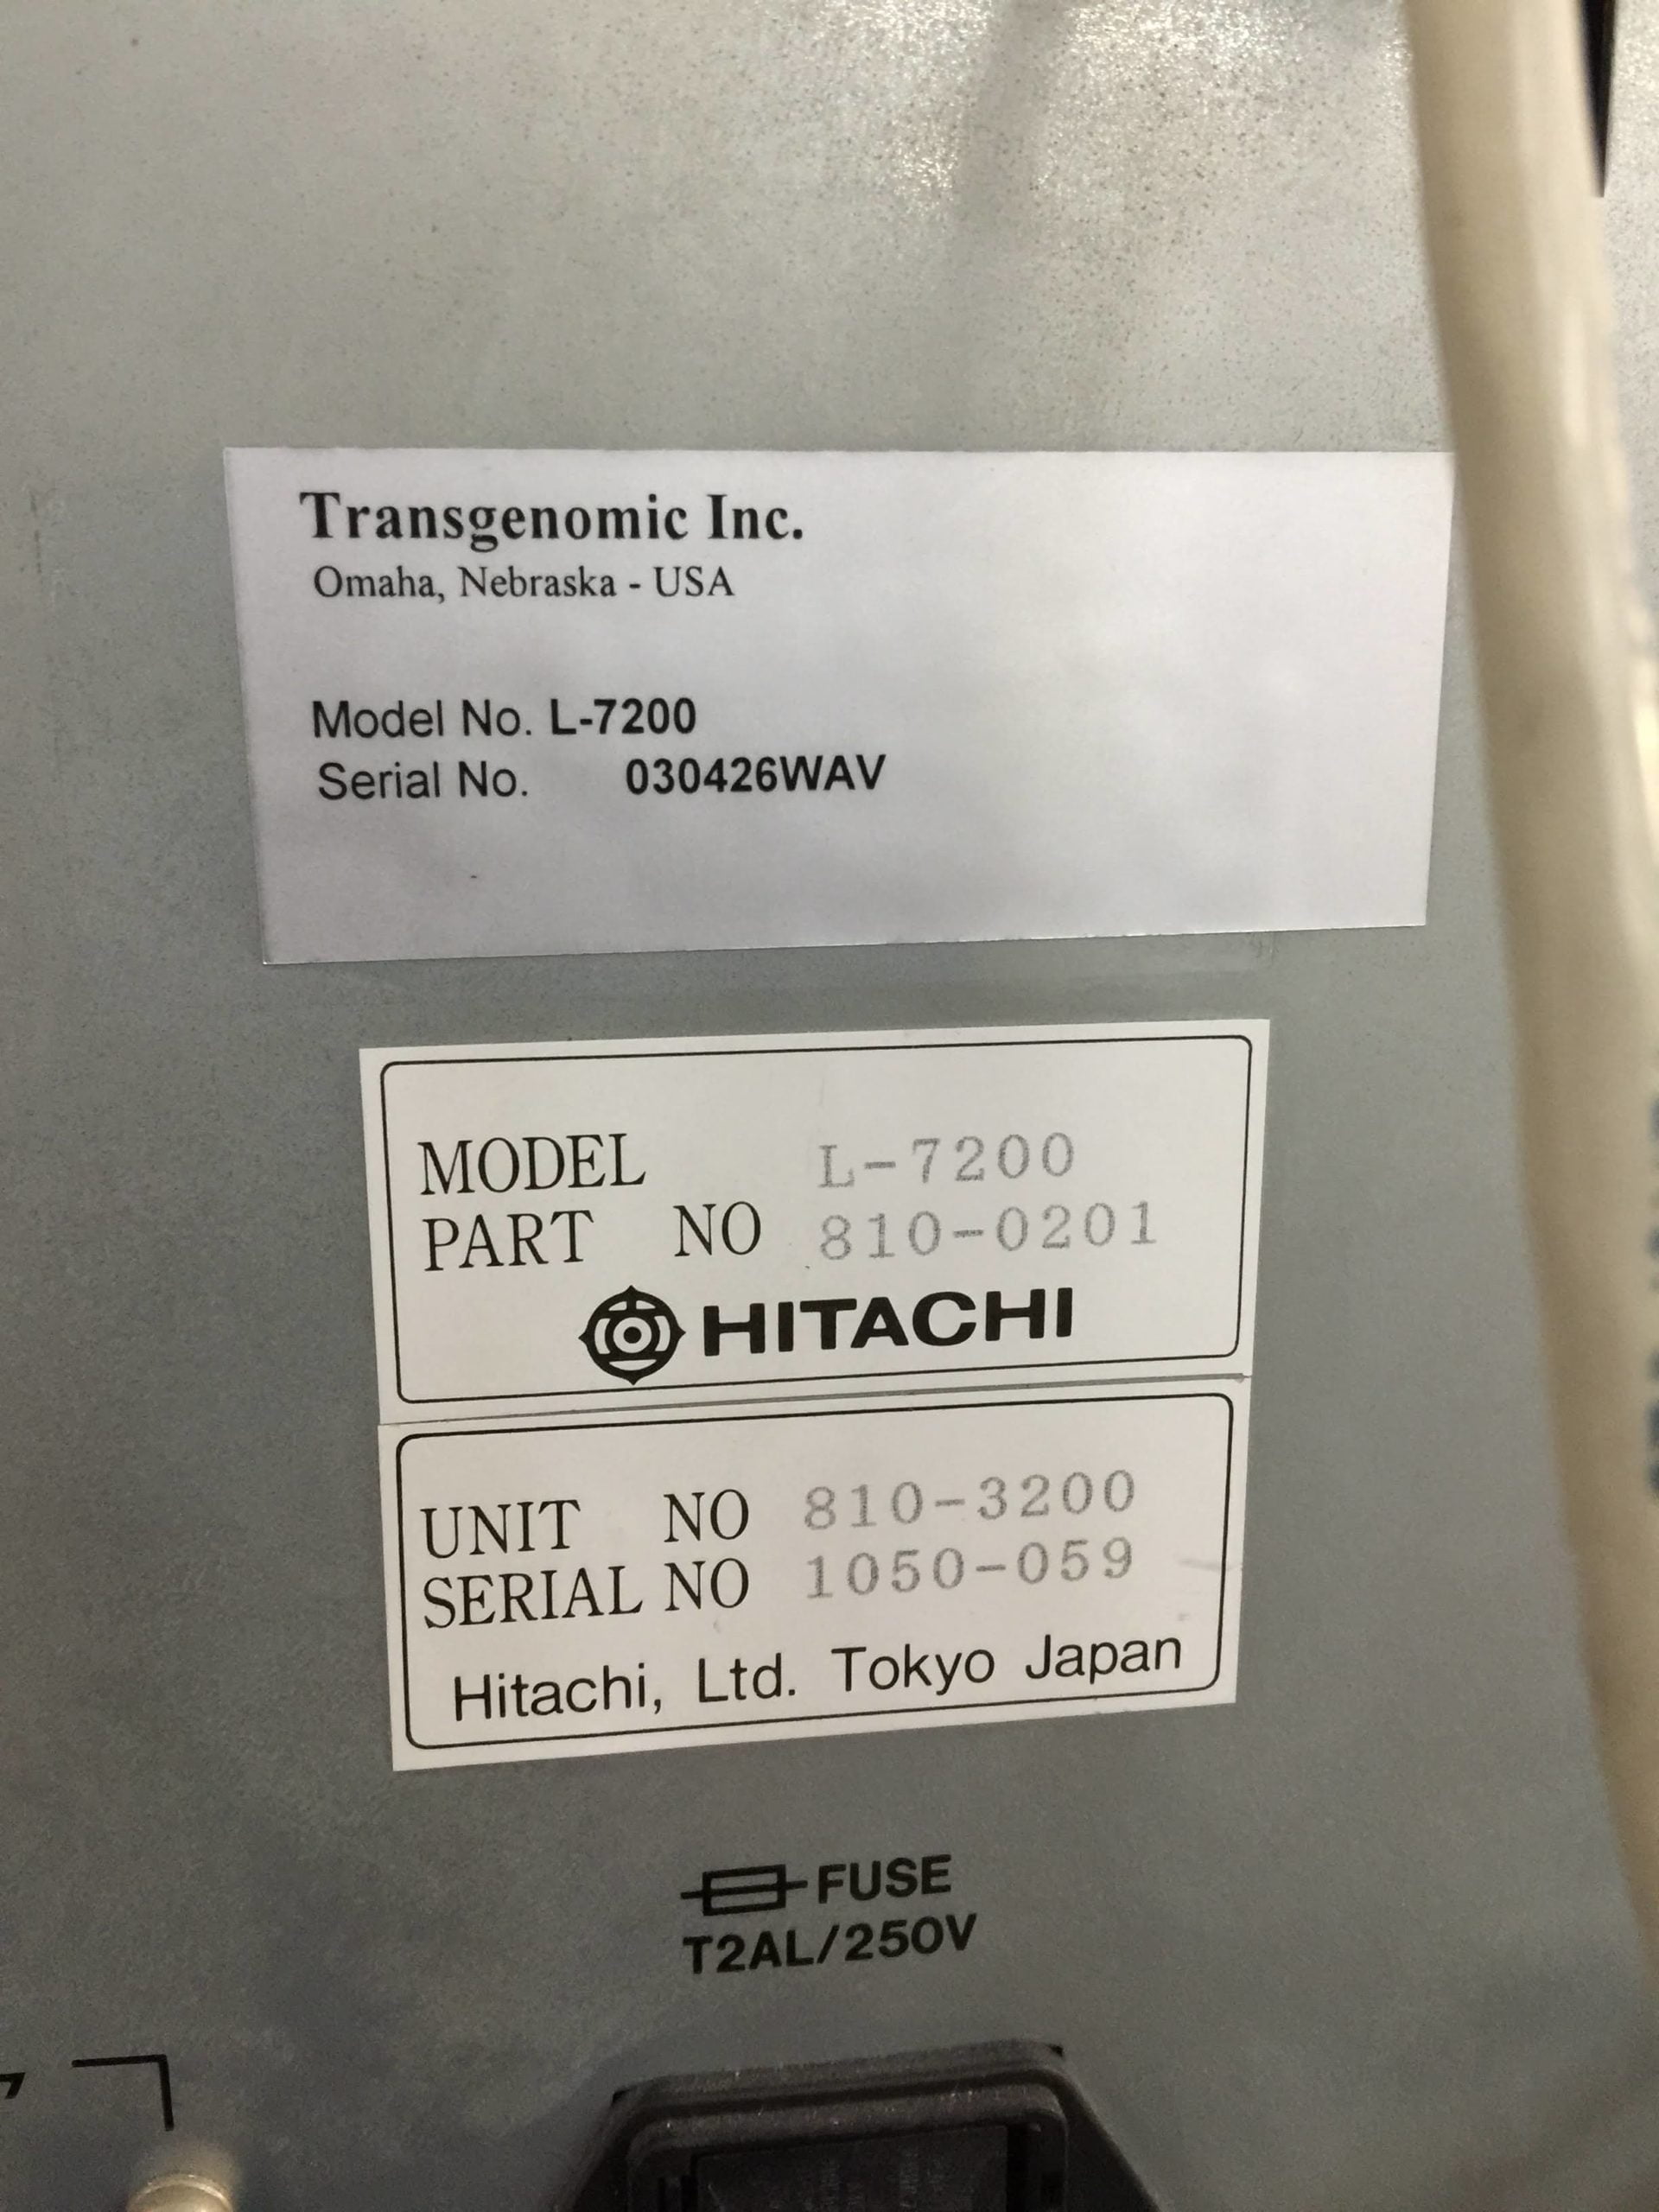 Transgenomic Inc.
Omaha, Nebraska - USA
Model No. L-7200
Serial No. 030426WAV
MODEL L-7200
PART NO 810-0201
HITACHI
UNIT NO 810-3200
SERIAL NO 1050-059
Hitachi, Ltd. Tokyo Japan
FUSE
T2AL/250V